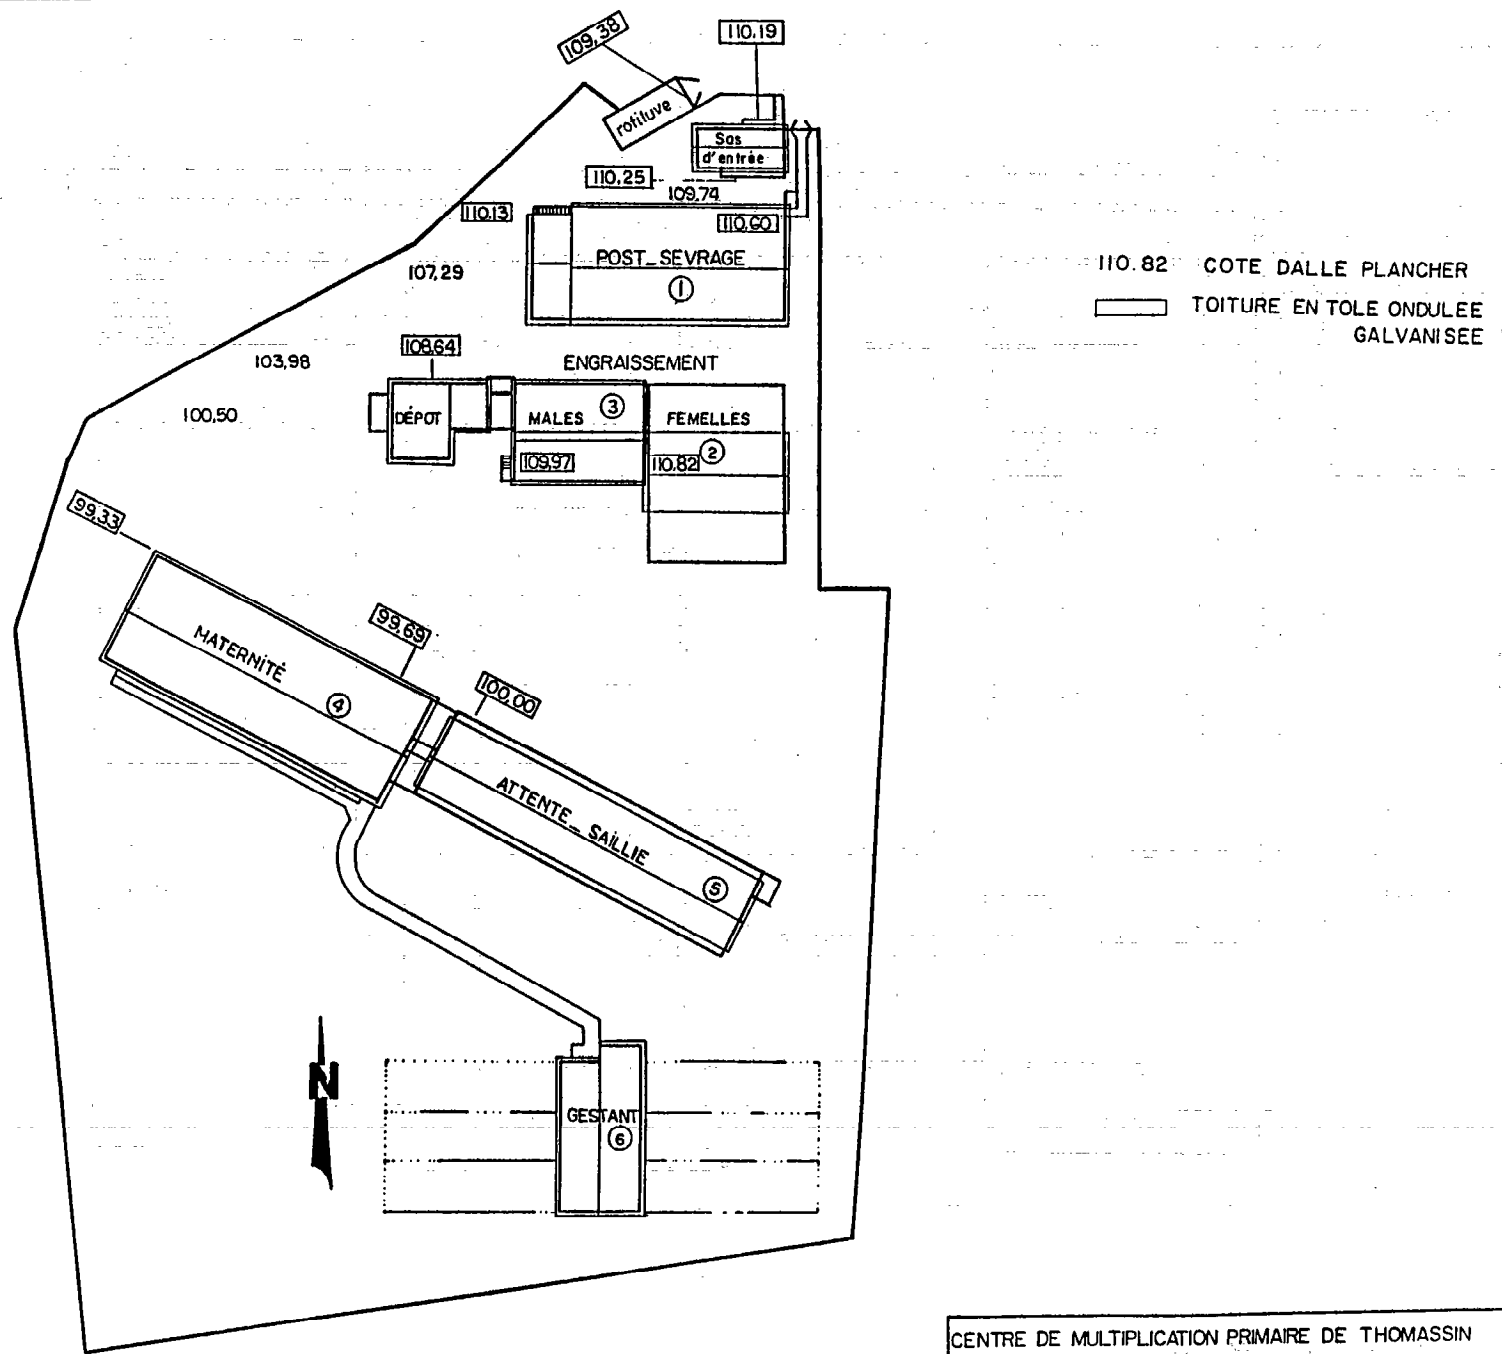 109,38
110.19
rotiluve
Sas
d'entrée
110.25
109.74
110.13
110.60
POST_SEVRAGE
1
107,29
110.82 COTE DALLE PLANCHER
TOITURE EN TOLE ONDULEE
GALVANISEE
103,98
108.64
ENGRAISSEMENT
100,50
DÉPOT
MALES
3
FEMELLES
2
109,97
110.82
99,33
99,69
MATERNITÉ
4
100,00
ATTENTE_SAILLIE
5
N
GESTANT
6
CENTRE DE MULTIPLICATION PRIMAIRE DE THOMASSIN